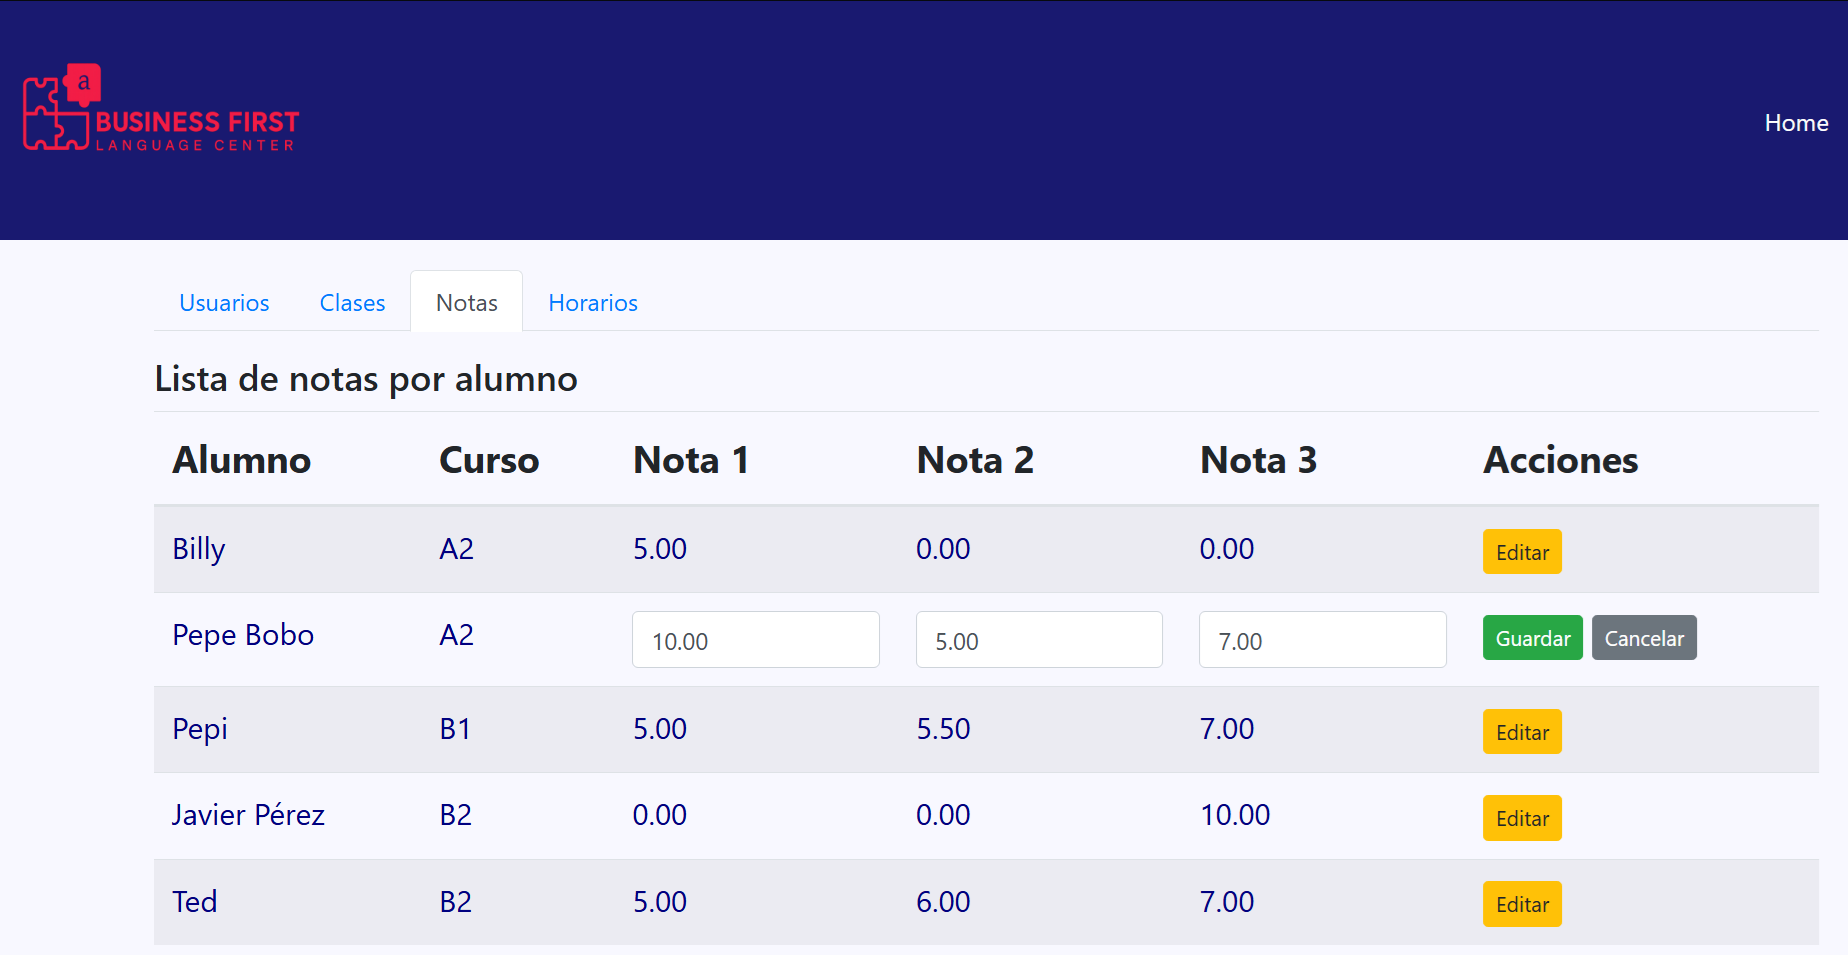 a
BUSINESS FIRST
LANGUAGE CENTER
Home
Usuarios Clases Notas Horarios
Lista de notas por alumno
Alumno Curso Nota 1 Nota 2 Nota 3 Acciones
Billy A2 5.00 0.00 0.00 Editar
Pepe Bobo A2 10.00 5.00 7.00 Guardar Cancelar
Pepi B1 5.00 5.50 7.00 Editar
Javier Pérez B2 0.00 0.00 10.00 Editar
Ted B2 5.00 6.00 7.00 Editar